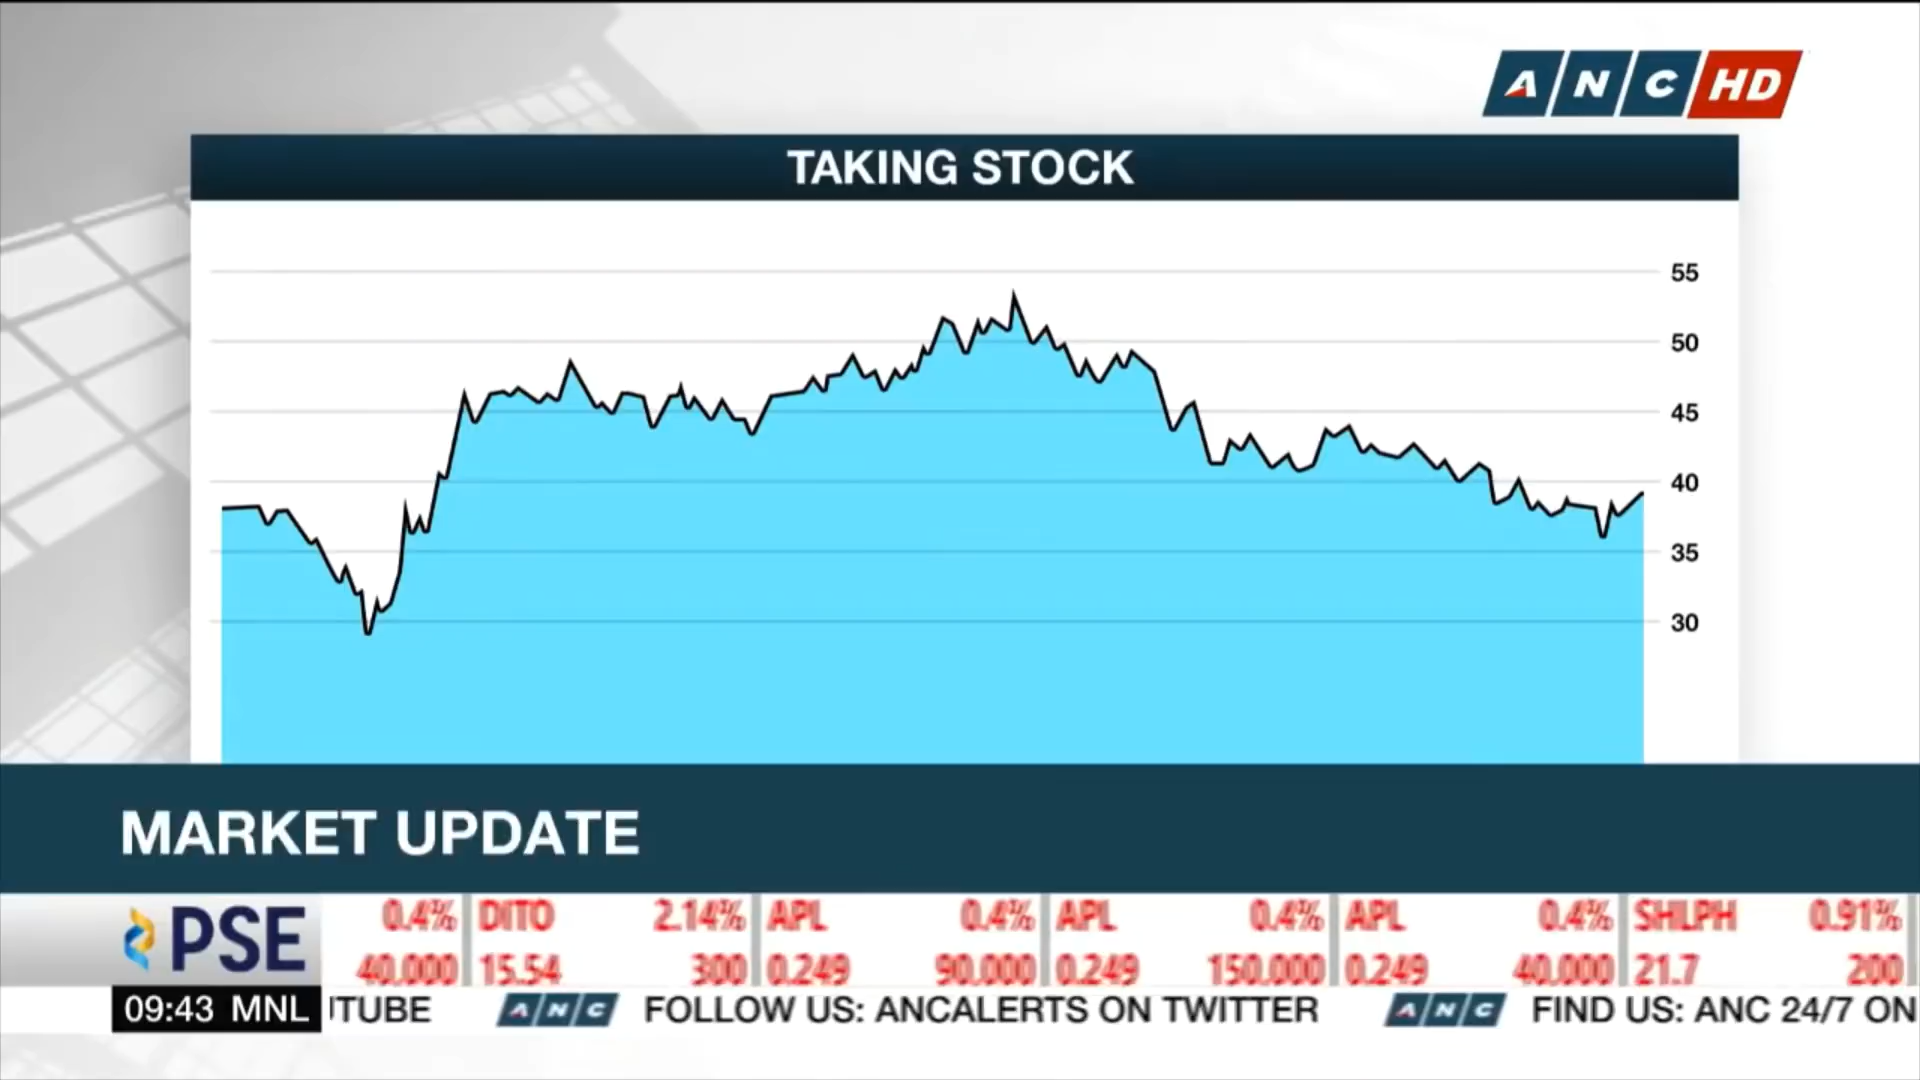 ANC HD
TAKING STOCK
55
50
45
40
35
30
MARKET UPDATE
PSE
0.4% DITO 2.14% APL 0.4% APL 0.4% APL 0.4% SHLPH 0.91%
40,000 15.54 300 0.249 90,000 0.249 150,000 0.249 40,000 21.7 200
09:43 MNL UTUBE ANC FOLLOW US: ANCALERTS ON TWITTER ANC FIND US: ANC 24/7 ON